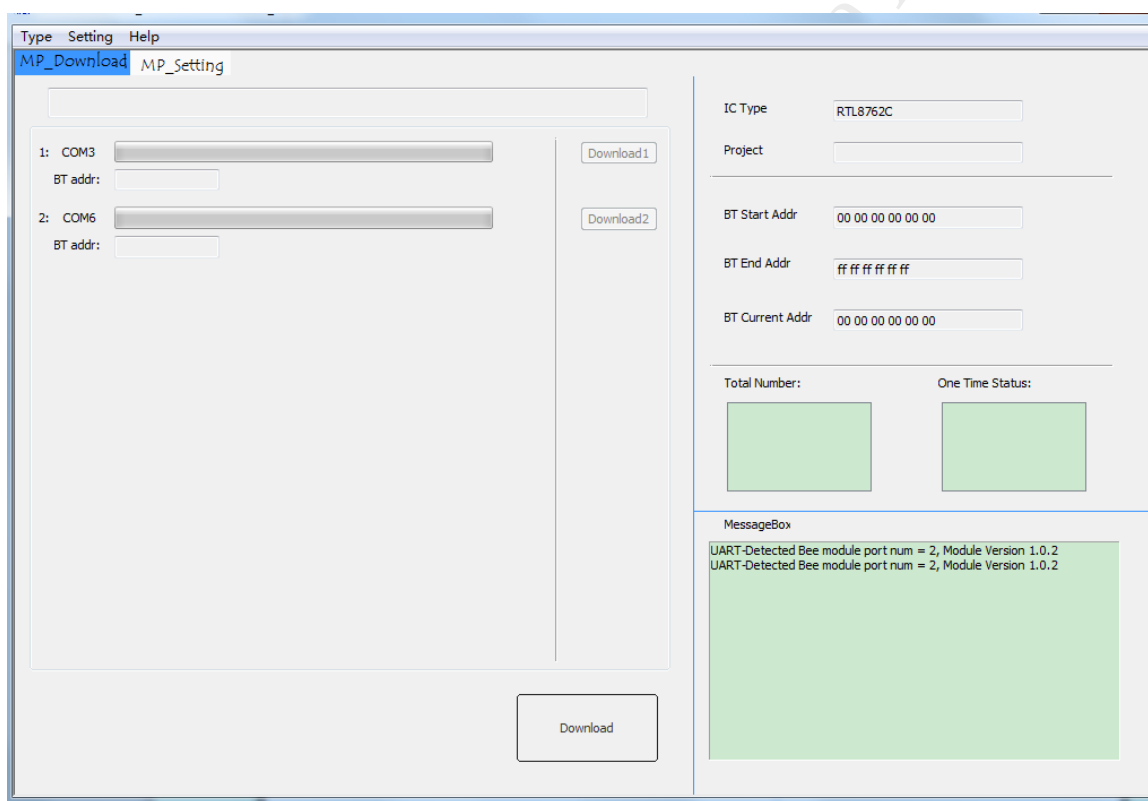 Type Setting Help
MP_Download MP_Setting
1: COM3 Download1
BT addr:
2: COM6 Download2
BT addr:
Download
IC Type RTL8762C
Project
BT Start Addr 00 00 00 00 00 00
BT End Addr ff ff ff ff ff ff
BT Current Addr 00 00 00 00 00 00
Total Number: One Time Status:
MessageBox
UART-Detected Bee module port num = 2, Module Version 1.0.2
UART-Detected Bee module port num = 2, Module Version 1.0.2